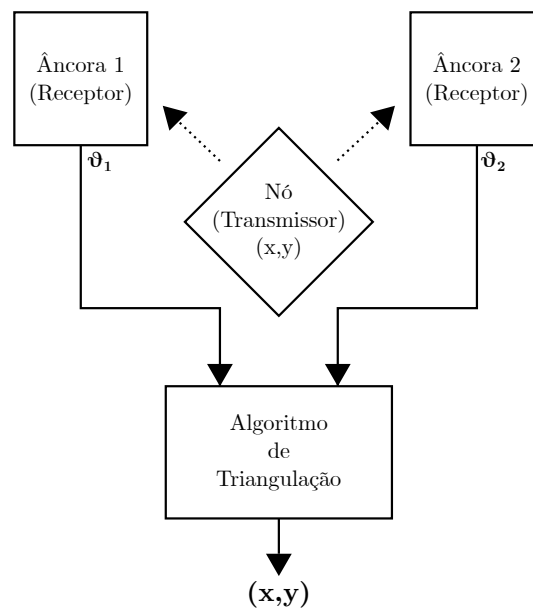 Âncora 1
(Receptor)
Âncora 2
(Receptor)
ϑ₁
ϑ₂
Nó
(Transmissor)
(x,y)
Algoritmo
de
Triangulação
(x,y)